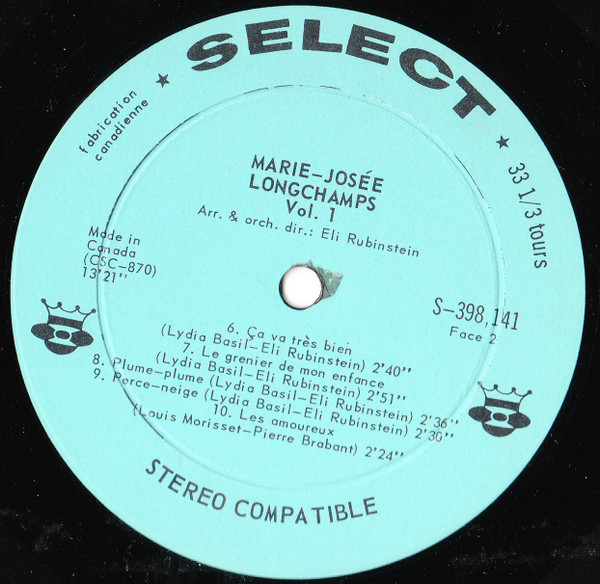 SELECT
fabrication
canadienne
33 1/3 tours
MARIE-JOSÉE
LONGCHAMPS
Vol. 1
Arr. & orch. dir.: Eli Rubinstein
Made in
Canada
(CSC-870)
13'21''
S-398,141
Face 2
6. Ça va très bien
(Lydia Basil-Eli Rubinstein) 2'40''
7. Le grenier de mon enfance
(Lydia Basil-Eli Rubinstein) 2'51''
8. Plume-plume (Lydia Basil-Eli Rubinstein) 2'36''
9. Perce-neige (Lydia Basil-Eli Rubinstein) 2'30''
10. Les amoureux
(Louis Morisset-Pierre Brabant) 2'24''
STEREO COMPATIBLE